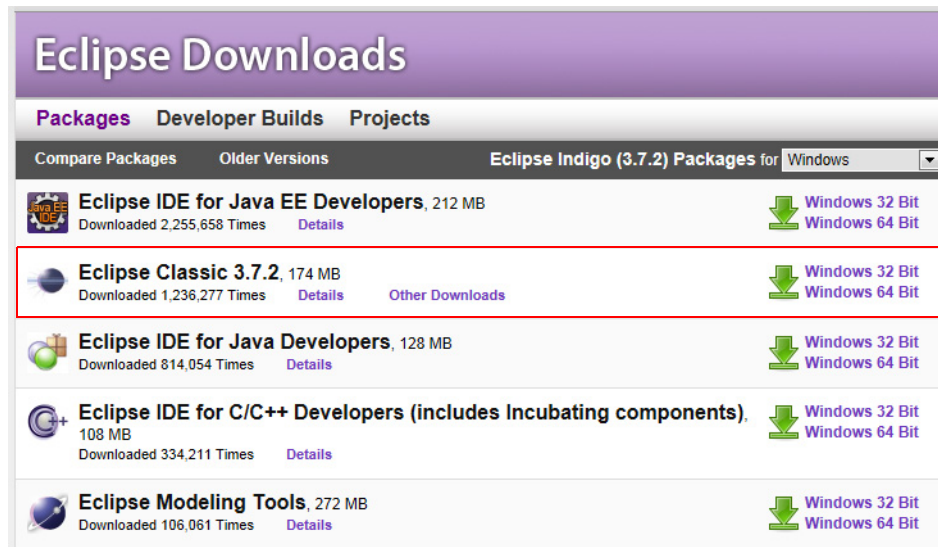 Eclipse Downloads
Packages Developer Builds Projects
Compare Packages Older Versions Eclipse Indigo (3.7.2) Packages for Windows
Java EE
IDE
Eclipse IDE for Java EE Developers, 212 MB
Downloaded 2,255,658 Times Details
Windows 32 Bit
Windows 64 Bit
Eclipse Classic 3.7.2, 174 MB
Downloaded 1,236,277 Times Details Other Downloads
Windows 32 Bit
Windows 64 Bit
Eclipse IDE for Java Developers, 128 MB
Downloaded 814,054 Times Details
Windows 32 Bit
Windows 64 Bit
C++
Eclipse IDE for C/C++ Developers (includes Incubating components),
108 MB
Downloaded 334,211 Times Details
Windows 32 Bit
Windows 64 Bit
Eclipse Modeling Tools, 272 MB
Downloaded 106,061 Times Details
Windows 32 Bit
Windows 64 Bit